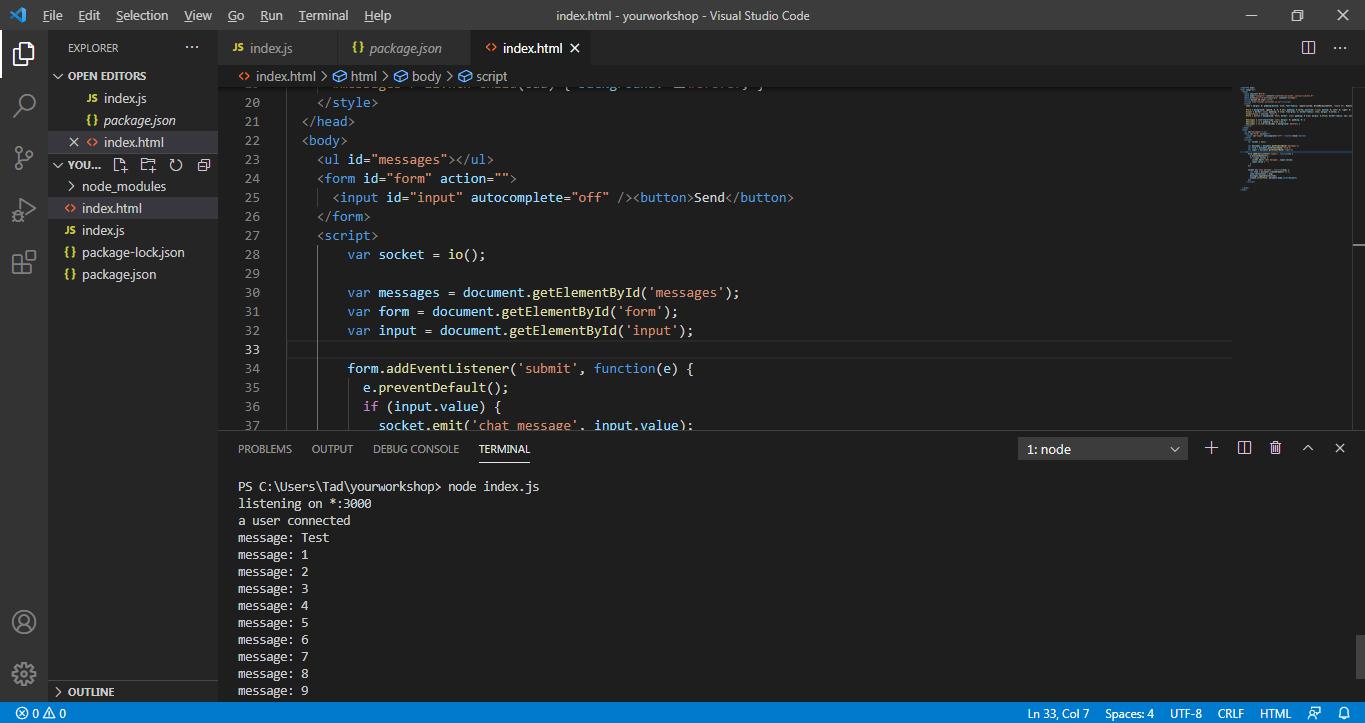 File Edit Selection View Go Run Terminal Help index.html - yourworkshop - Visual Studio Code
EXPLORER
JS index.js {} package.json <> index.html
<> index.html > html > body > script
OPEN EDITORS
JS index.js
{} package.json
<> index.html
YOU...
node_modules
<> index.html
JS index.js
{} package-lock.json
{} package.json
OUTLINE
20 </style>
21 </head>
22 <body>
23 <ul id="messages"></ul>
24 <form id="form" action="">
25 <input id="input" autocomplete="off" /><button>Send</button>
26 </form>
27 <script>
28 var socket = io();
29
30 var messages = document.getElementById('messages');
31 var form = document.getElementById('form');
32 var input = document.getElementById('input');
33
34 form.addEventListener('submit', function(e) {
35 e.preventDefault();
36 if (input.value) {
37 socket.emit('chat message', input.value);
PROBLEMS OUTPUT DEBUG CONSOLE TERMINAL 1: node
PS C:\Users\Tad\yourworkshop> node index.js
listening on *:3000
a user connected
message: Test
message: 1
message: 2
message: 3
message: 4
message: 5
message: 6
message: 7
message: 8
message: 9
0 0 Ln 33, Col 7 Spaces: 4 UTF-8 CRLF HTML